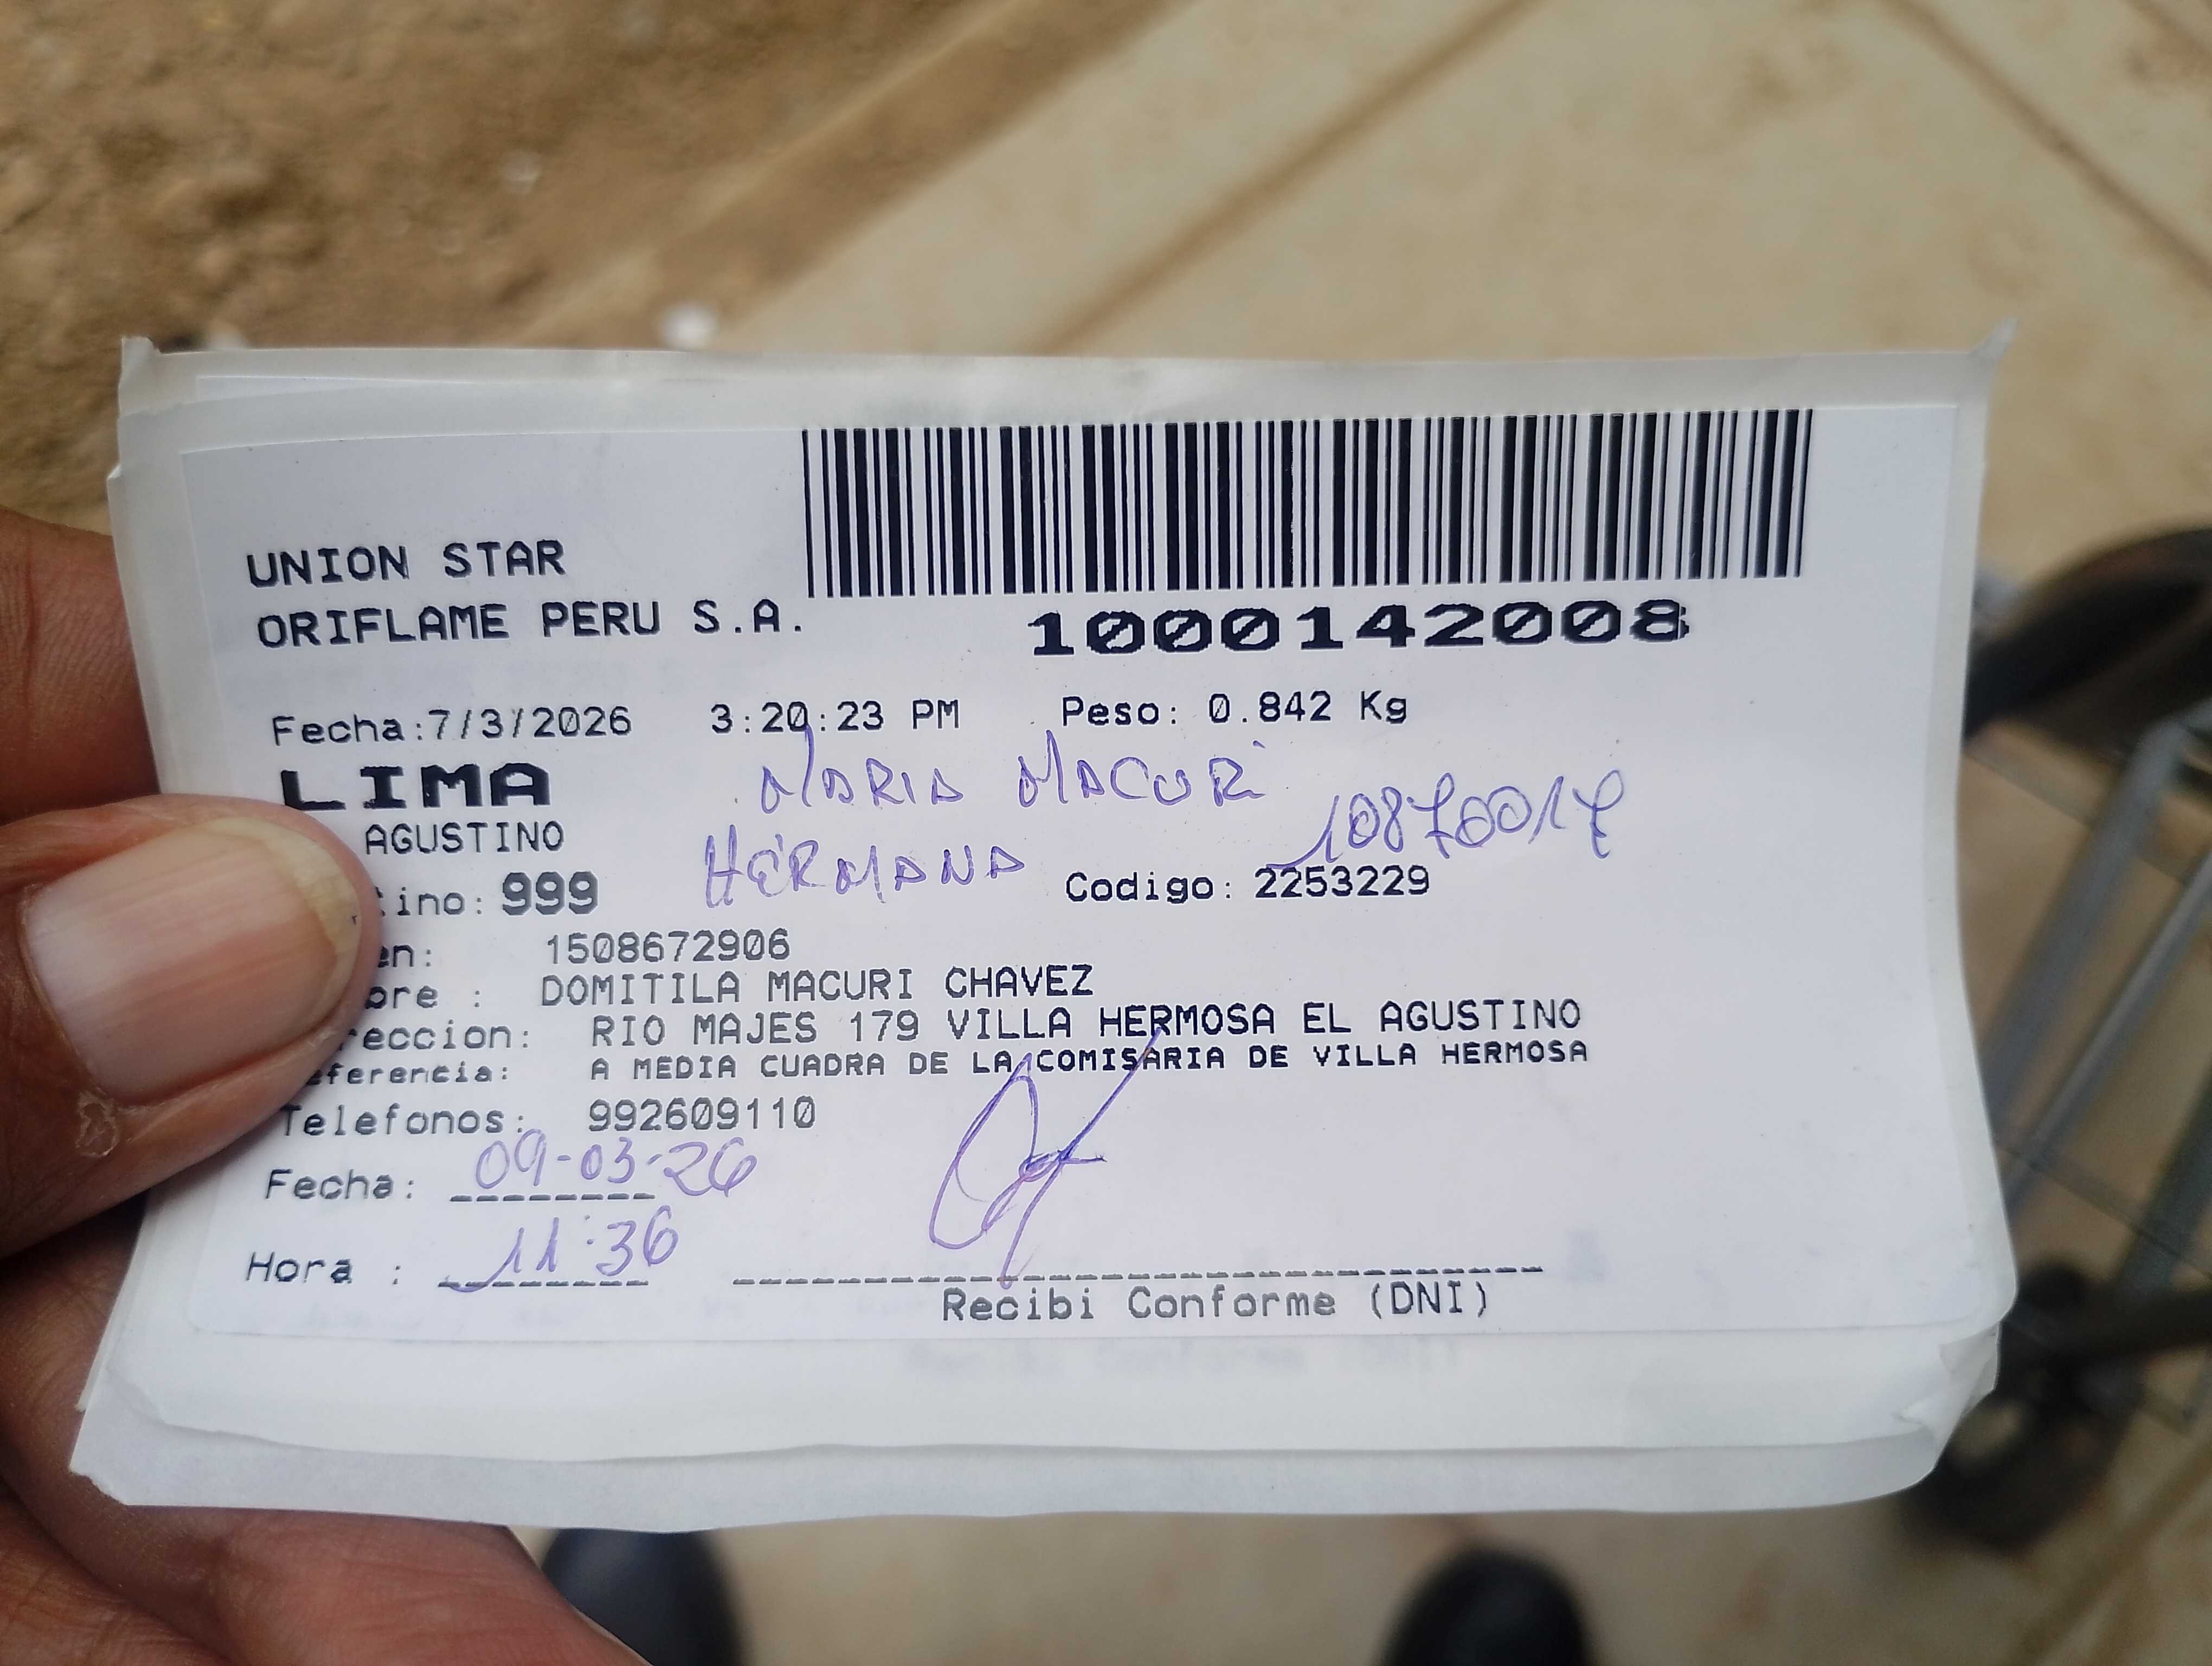 UNION STAR
ORIFLAME PERU S.A.
1000142008
Fecha:7/3/2026 3:20:23 PM Peso: 0.842 Kg
LIMA MARIA MACURI
AGUSTINO HERMANA 10870017
tino: 999 Codigo: 2253229
en: 1508672906
bre : DOMITILA MACURI CHAVEZ
reccion: RIO MAJES 179 VILLA HERMOSA EL AGUSTINO
eferencia: A MEDIA CUADRA DE LA COMISARIA DE VILLA HERMOSA
Telefonos: 992609110
Fecha: 09-03-26
Hora : 11:36
Recibi Conforme (DNI)